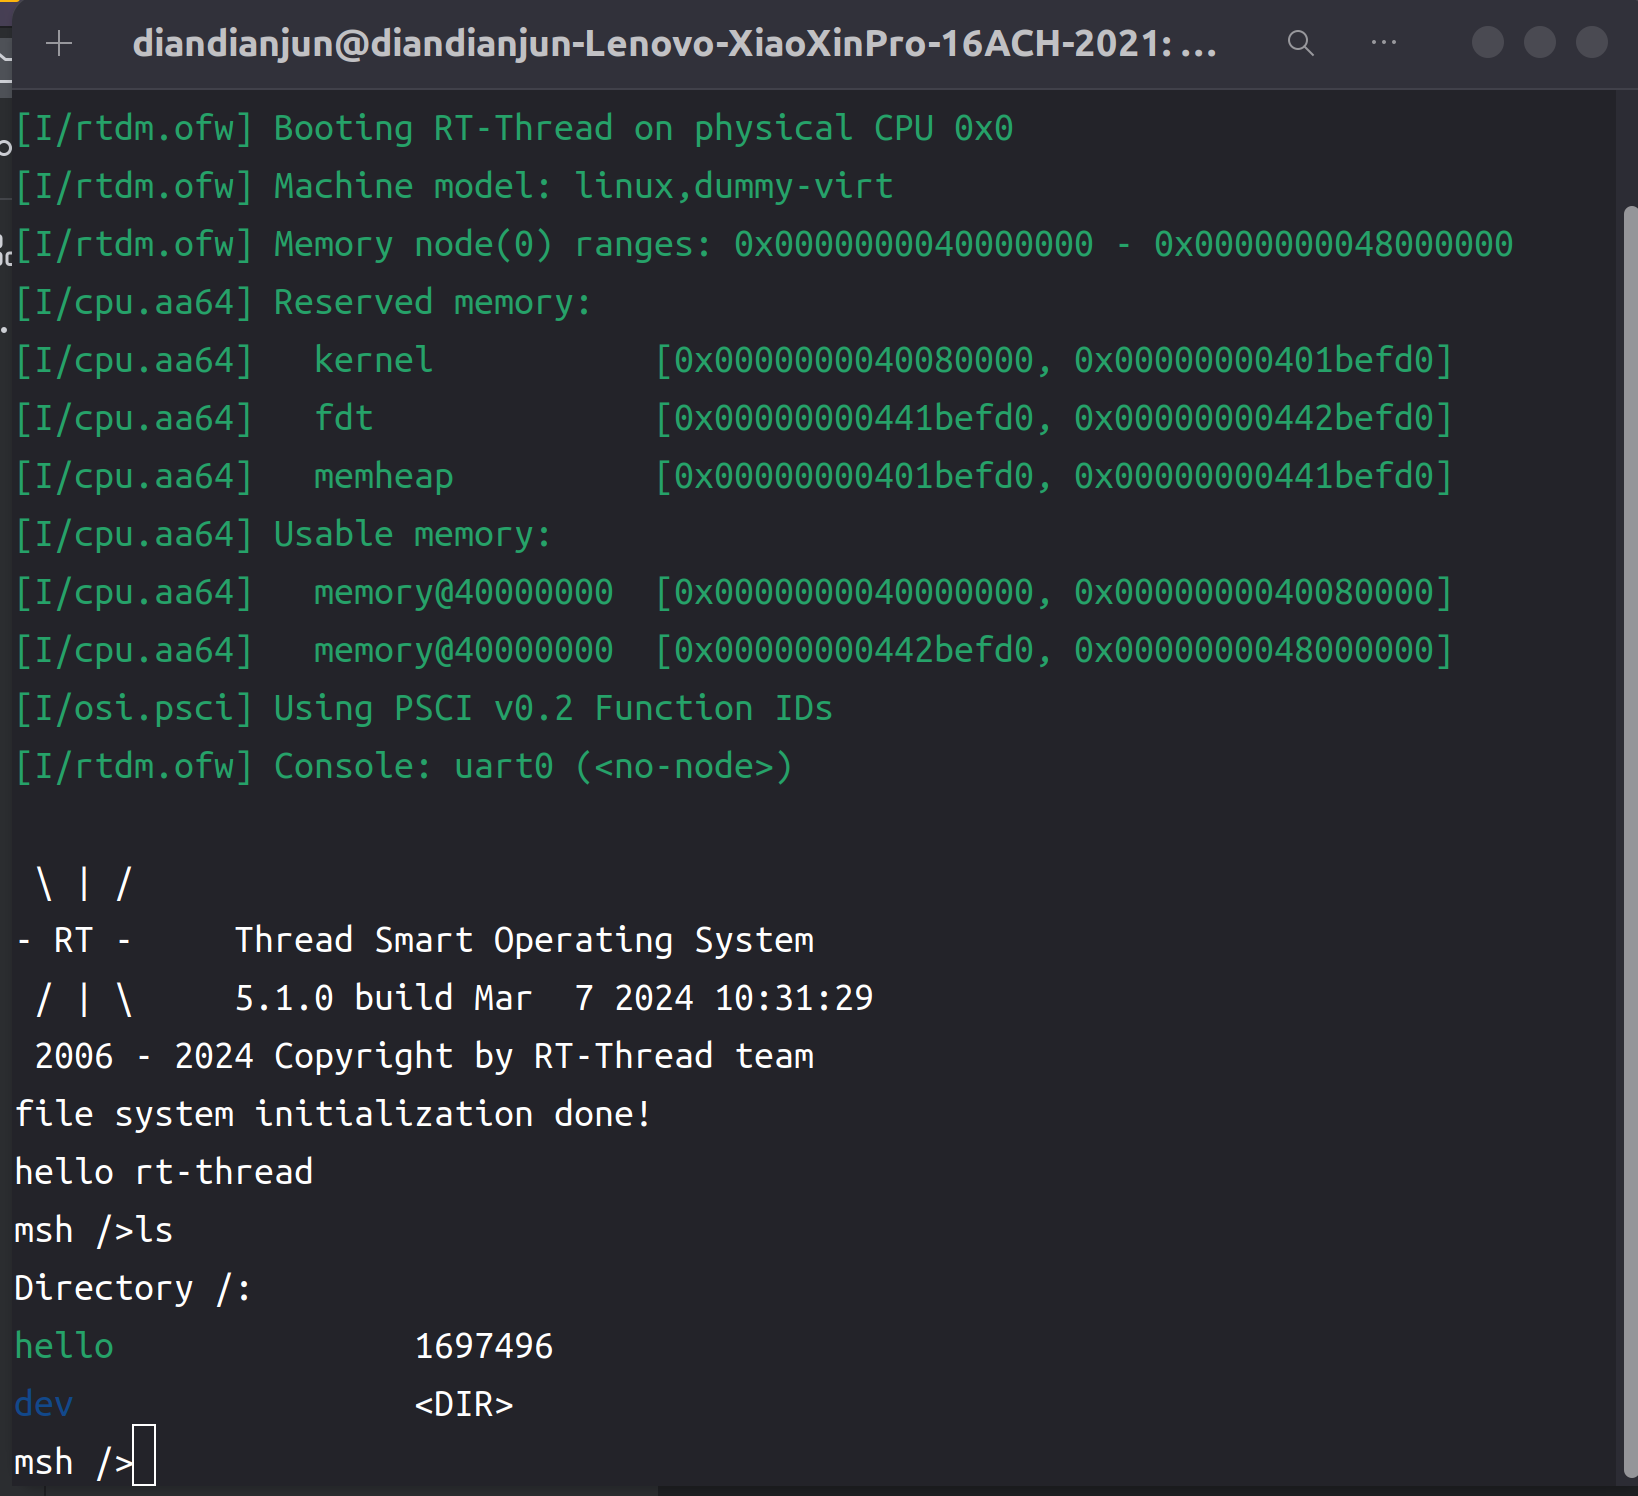 diandianjun@diandianjun-Lenovo-XiaoXinPro-16ACH-2021: ...
[I/rtdm.ofw] Booting RT-Thread on physical CPU 0x0
[I/rtdm.ofw] Machine model: linux,dummy-virt
[I/rtdm.ofw] Memory node(0) ranges: 0x0000000040000000 - 0x0000000048000000
[I/cpu.aa64] Reserved memory:
[I/cpu.aa64]   kernel           [0x0000000040080000, 0x00000000401befd0]
[I/cpu.aa64]   fdt              [0x00000000441befd0, 0x00000000442befd0]
[I/cpu.aa64]   memheap          [0x00000000401befd0, 0x00000000441befd0]
[I/cpu.aa64] Usable memory:
[I/cpu.aa64]   memory@40000000  [0x0000000040000000, 0x0000000040080000]
[I/cpu.aa64]   memory@40000000  [0x00000000442befd0, 0x0000000048000000]
[I/osi.psci] Using PSCI v0.2 Function IDs
[I/rtdm.ofw] Console: uart0 (<no-node>)
 \ | /
- RT -     Thread Smart Operating System
 / | \     5.1.0 build Mar  7 2024 10:31:29
 2006 - 2024 Copyright by RT-Thread team
file system initialization done!
hello rt-thread
msh />ls
Directory /:
hello               1697496
dev                 <DIR>
msh />